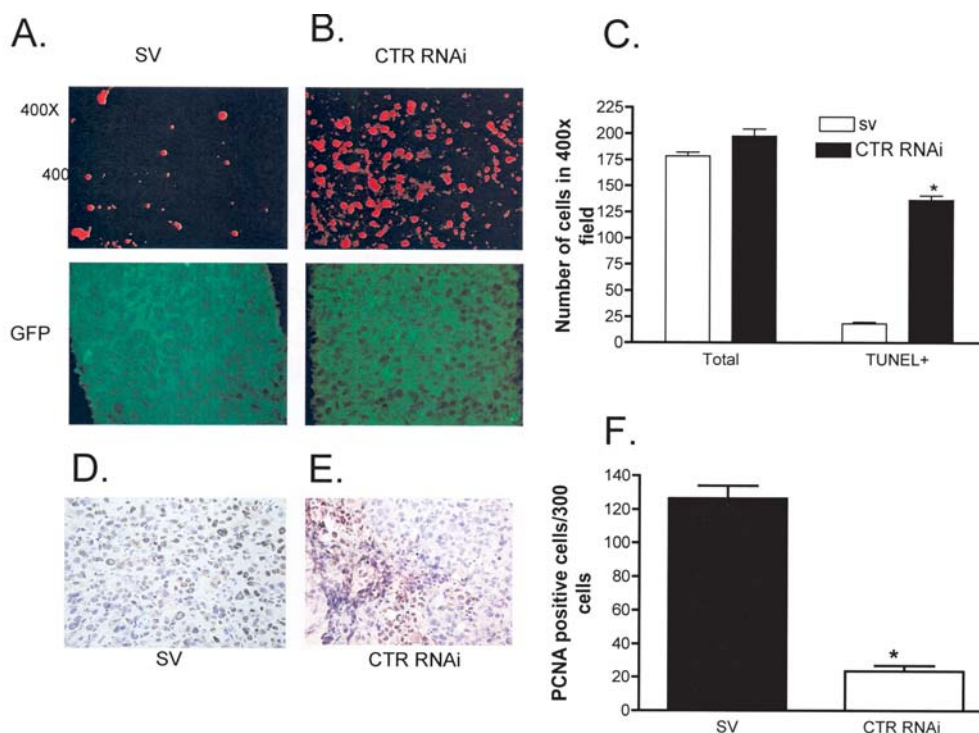 A.
SV
400X
400
B.
CTR RNAi
GFP
C.
Number of cells in 400x
field
225
200
175
150
125
100
75
50
25
0
sv
CTR RNAi
*
Total
TUNEL+
D.
SV
E.
CTR RNAi
F.
PCNA positive cells/300
cells
140
120
100
80
60
40
20
0
*
SV
CTR RNAi